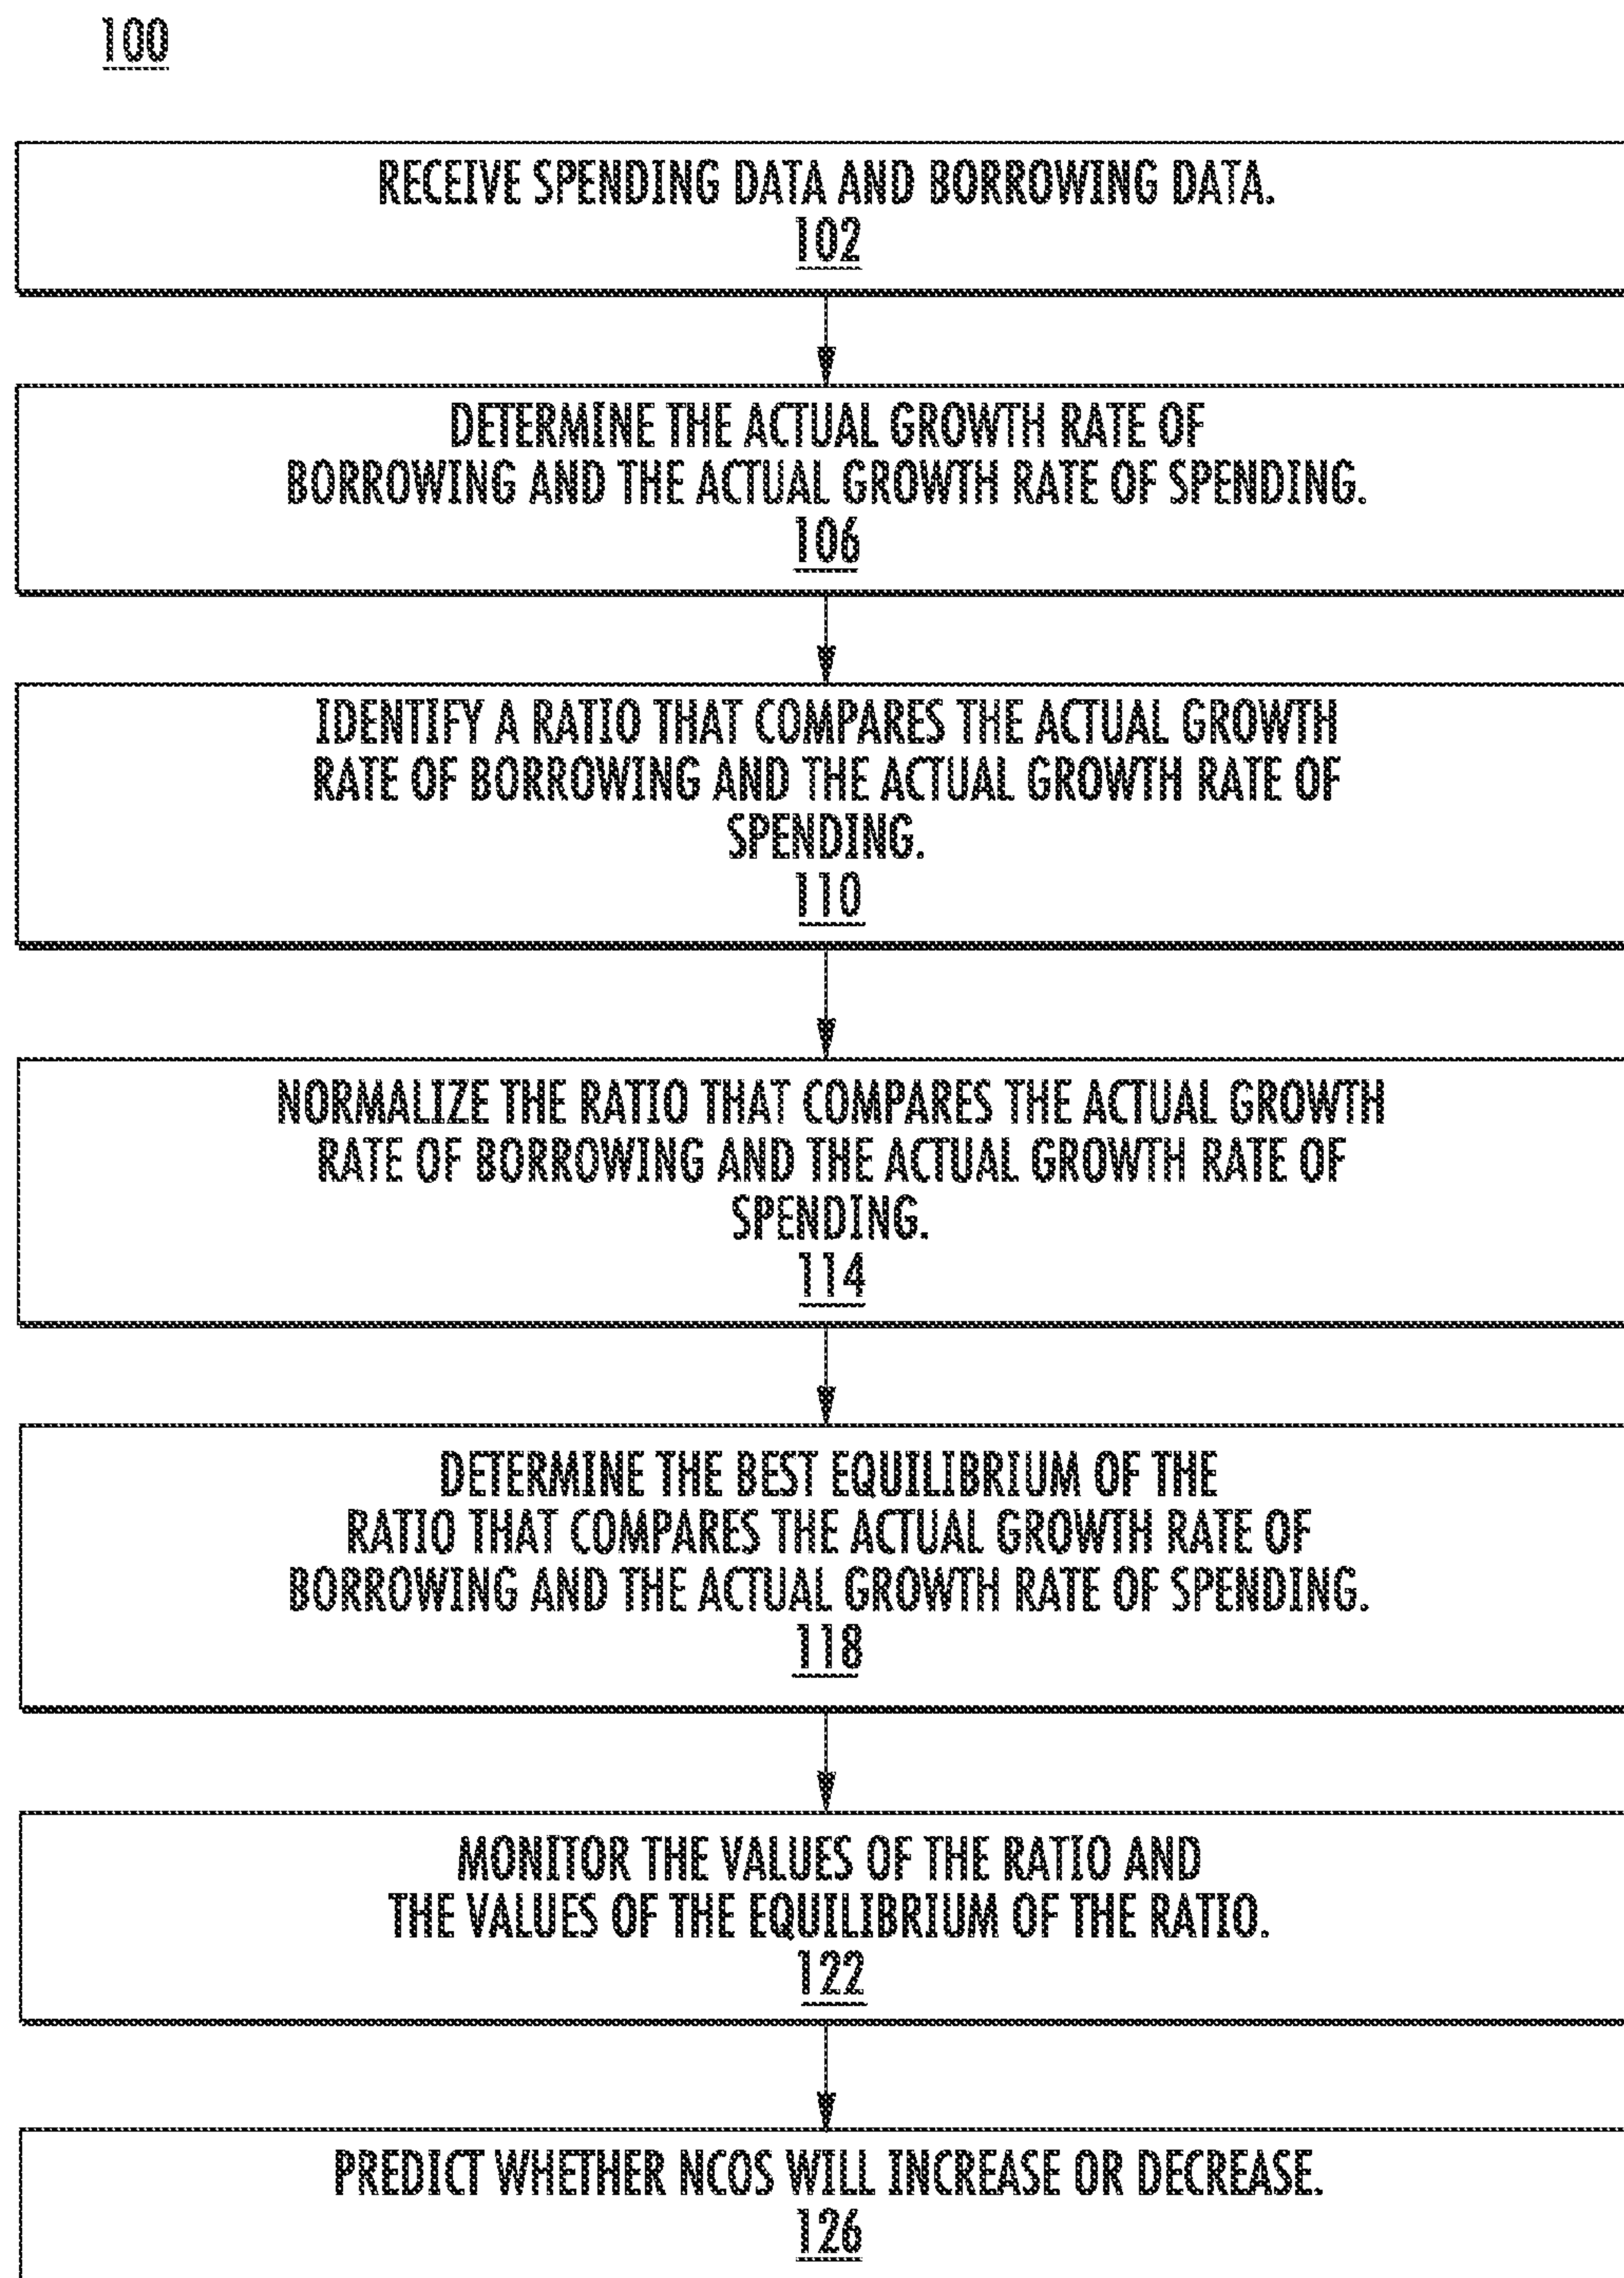 100
RECEIVE SPENDING DATA AND BORROWING DATA.
102
DETERMINE THE ACTUAL GROWTH RATE OF
BORROWING AND THE ACTUAL GROWTH RATE OF SPENDING.
106
IDENTIFY A RATIO THAT COMPARES THE ACTUAL GROWTH
RATE OF BORROWING AND THE ACTUAL GROWTH RATE OF
SPENDING.
110
NORMALIZE THE RATIO THAT COMPARES THE ACTUAL GROWTH
RATE OF BORROWING AND THE ACTUAL GROWTH RATE OF
SPENDING.
114
DETERMINE THE BEST EQUILIBRIUM OF THE
RATIO THAT COMPARES THE ACTUAL GROWTH RATE OF
BORROWING AND THE ACTUAL GROWTH RATE OF SPENDING.
118
MONITOR THE VALUES OF THE RATIO AND
THE VALUES OF THE EQUILIBRIUM OF THE RATIO.
122
PREDICT WHETHER NCOS WILL INCREASE OR DECREASE.
126